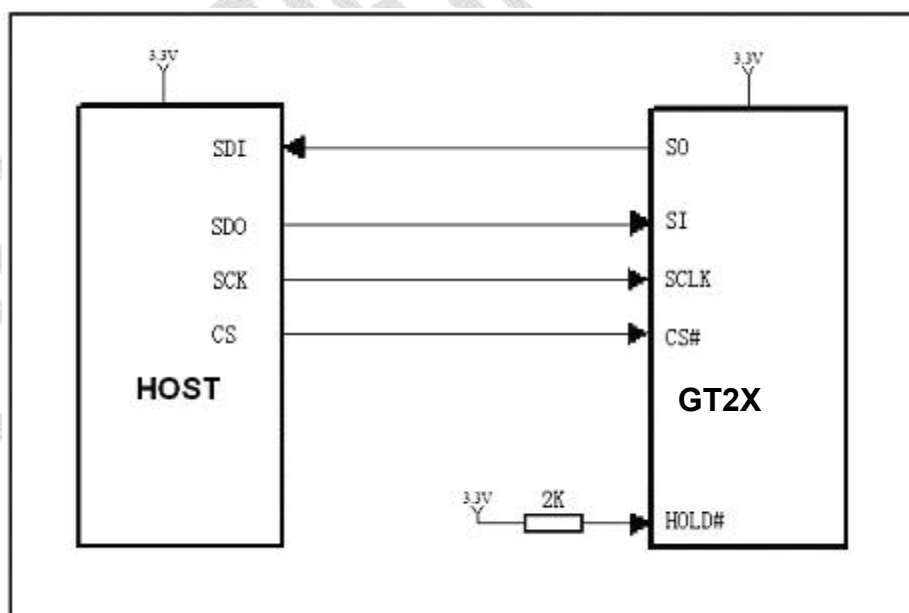 3.3V
3.3V
SDI
SO
SDO
SI
SCK
SCLK
CS
CS#
HOST
GT2X
3.3V
2K
HOLD#